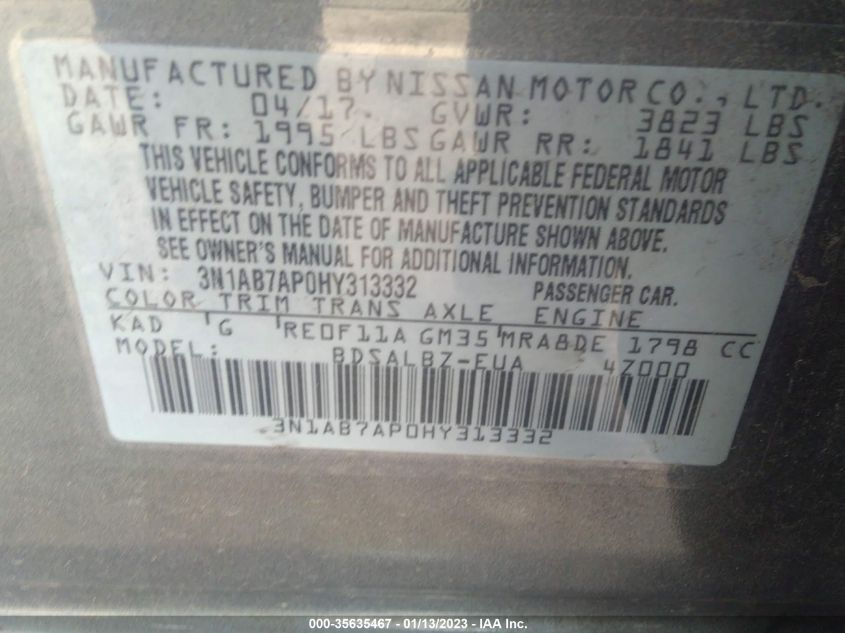 MANUFACTURED BY NISSAN MOTOR CO., LTD.
DATE: 04/17 GVWR: 3823 LBS
GAWR FR: 1995 LBS GAWR RR: 1841 LBS
THIS VEHICLE CONFORMS TO ALL APPLICABLE FEDERAL MOTOR
VEHICLE SAFETY, BUMPER AND THEFT PREVENTION STANDARDS
IN EFFECT ON THE DATE OF MANUFACTURE SHOWN ABOVE.
SEE OWNER'S MANUAL FOR ADDITIONAL INFORMATION.
VIN: 3N1AB7AP0HY313332 PASSENGER CAR.
COLOR TRIM TRANS AXLE ENGINE
KAD G RE0F11A GM35 MRA8DE 1798 CC
MODEL: BDSALBZ-EUA 4Z000
3N1AB7AP0HY313332
000-35635467 - 01/13/2023 - IAA Inc.